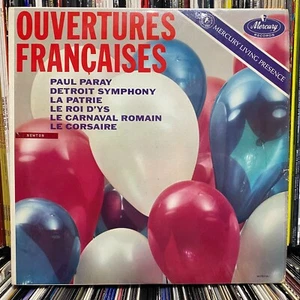 OUVERTURES
FRANÇAISES
PAUL PARAY
DETROIT SYMPHONY
LA PATRIE
LE ROI D'YS
LE CARNAVAL ROMAIN
LE CORSAIRE
Mercury
RECORDS
MERCURY LIVING PRESENCE